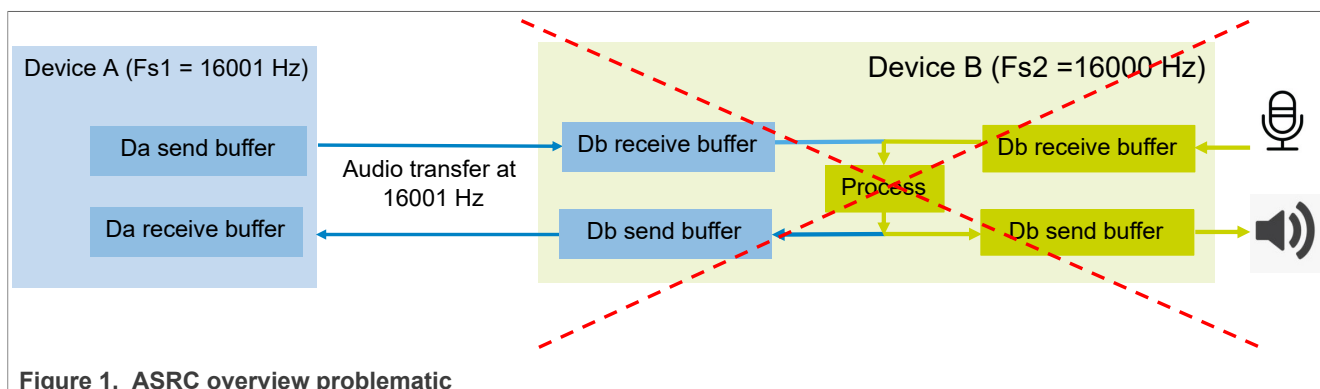 Device A (Fs1 = 16001 Hz)
Device B (Fs2 =16000 Hz)
Da send buffer
Audio transfer at
16001 Hz
Db receive buffer
Db receive buffer
Process
Da receive buffer
Db send buffer
Db send buffer
Figure 1. ASRC overview problematic